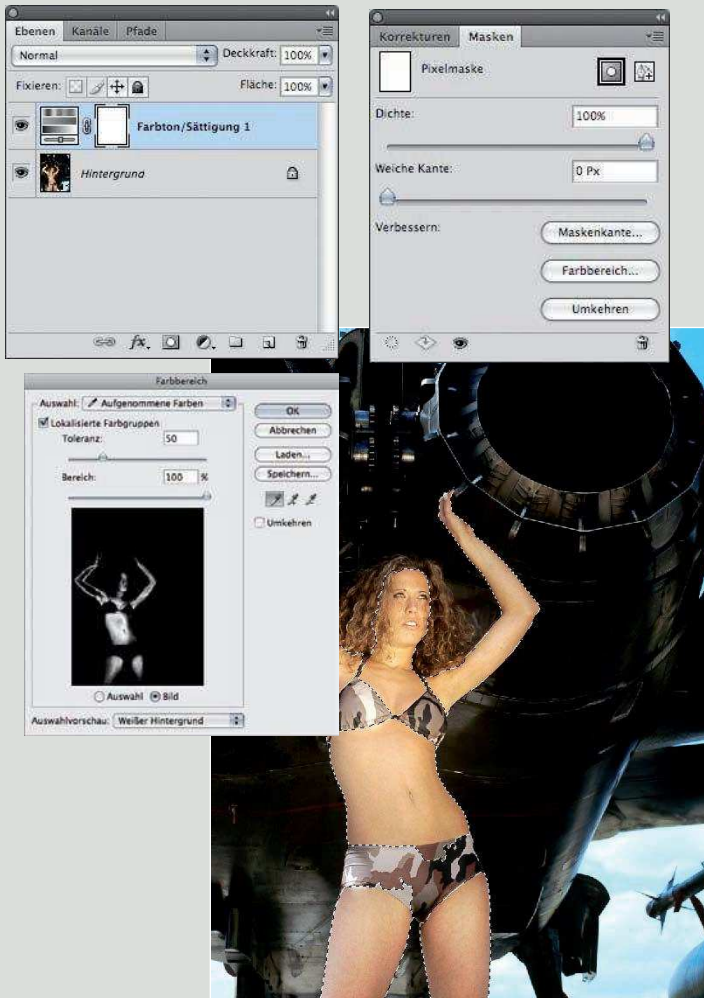 Ebenen Kanäle Pfade
Normal Deckkraft: 100%
Fixieren: Fläche: 100%
Farbton/Sättigung 1
Hintergrund
fx
Korrekturen Masken
Pixelmaske
Dichte: 100%
Weiche Kante: 0 Px
Verbessern: Maskenkante...
Farbbereich...
Umkehren
Farbbereich
Auswahl: Aufgenommene Farben
Lokalisierte Farbgruppen
Toleranz: 50
Bereich: 100 %
Auswahl Bild
Auswahlvorschau: Weißer Hintergrund
OK
Abbrechen
Laden...
Speichern...
Umkehren